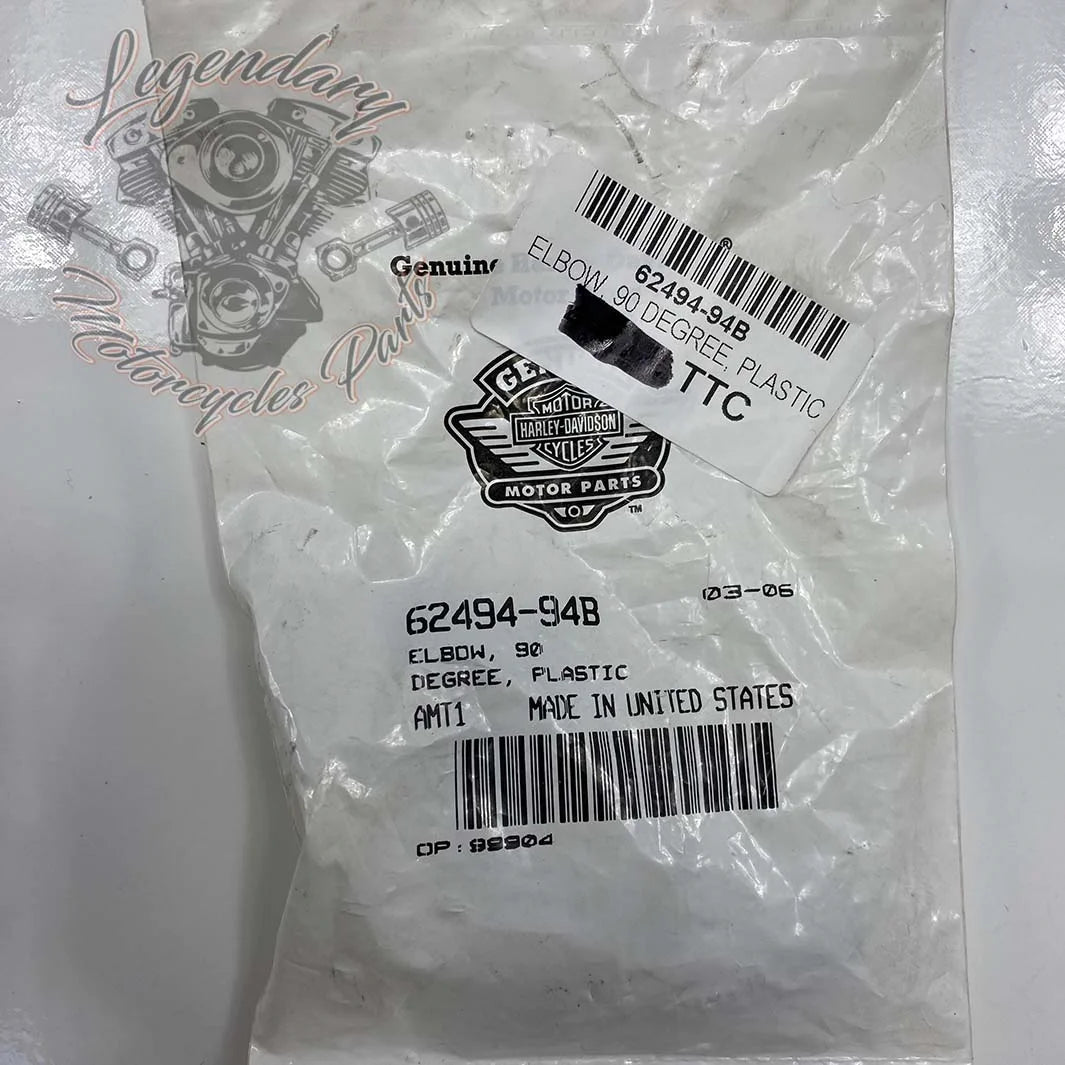 Legendary
Motorcycles Parts
Genuine
®
62494-94B
ELBOW, 90 DEGREE, PLASTIC
TTC
MOTOR
HARLEY-DAVIDSON
CYCLES
MOTOR PARTS
TM
03-06
62494-94B
ELBOW, 90
DEGREE, PLASTIC
AMT1 MADE IN UNITED STATES
OP: 99904